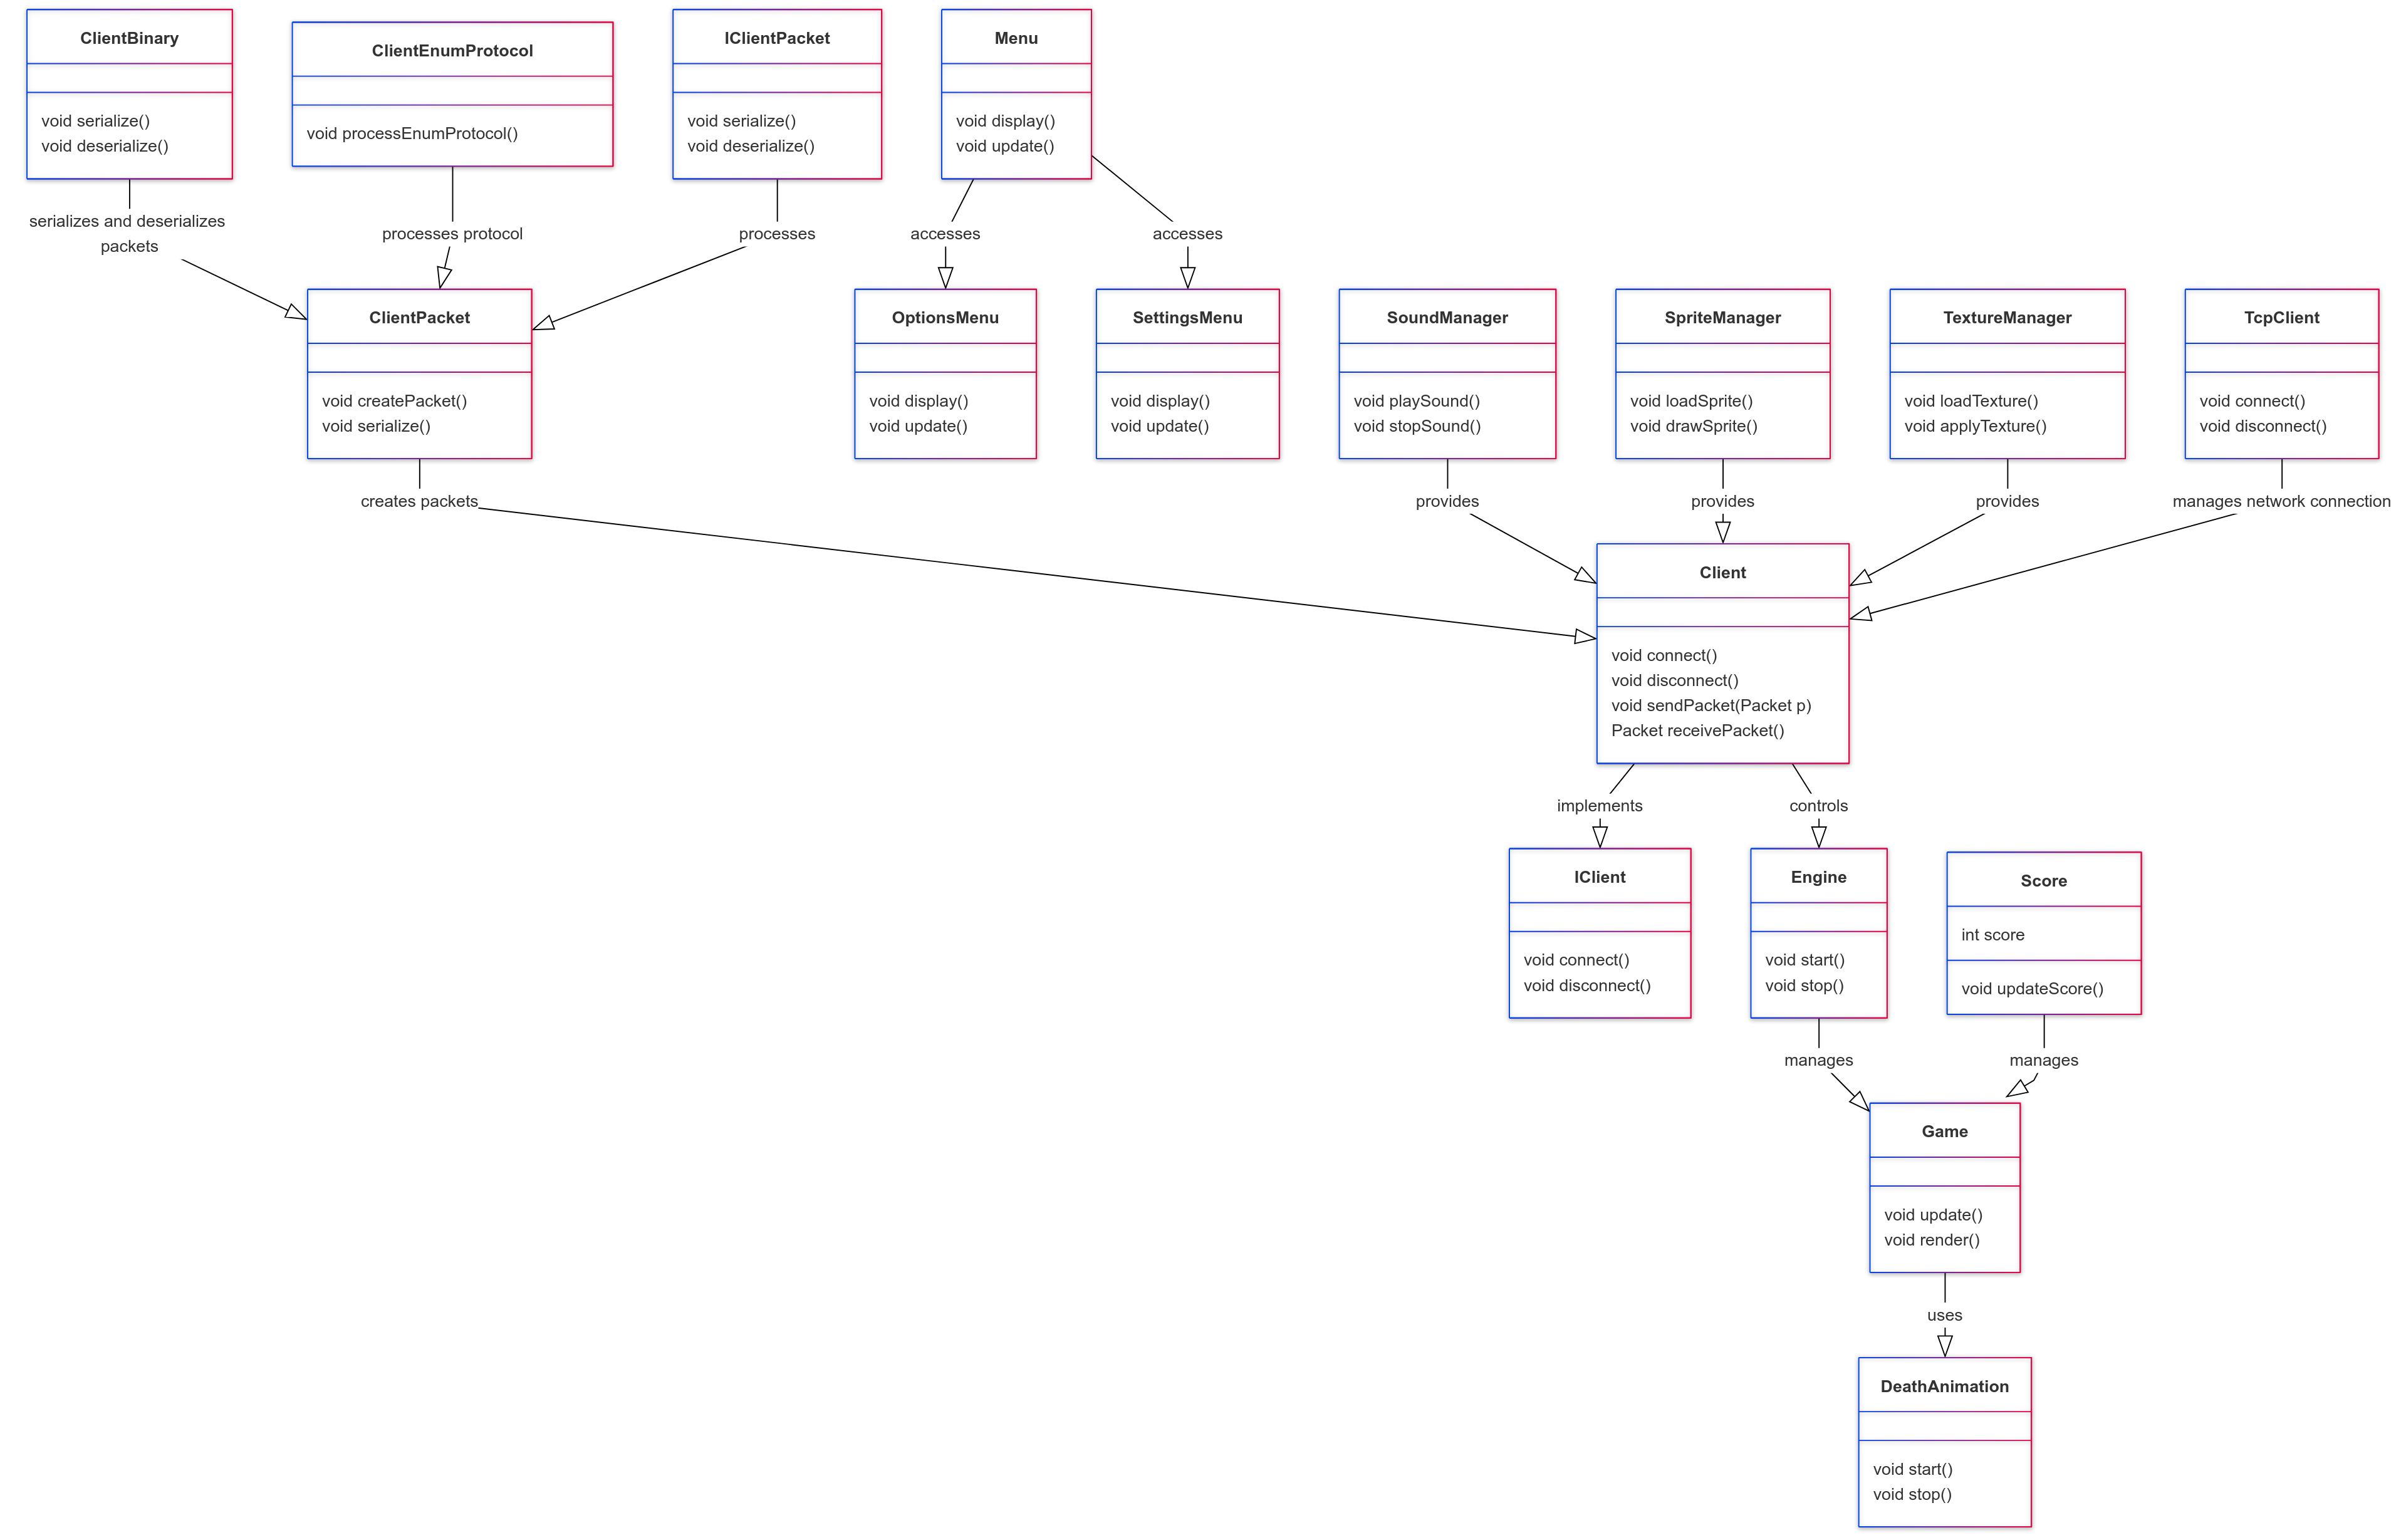 ClientBinary
void serialize()
void deserialize()
ClientEnumProtocol
void processEnumProtocol()
IClientPacket
void serialize()
void deserialize()
Menu
void display()
void update()
serializes and deserializes
packets
processes protocol
processes
accesses
accesses
ClientPacket
void createPacket()
void serialize()
OptionsMenu
void display()
void update()
SettingsMenu
void display()
void update()
SoundManager
void playSound()
void stopSound()
SpriteManager
void loadSprite()
void drawSprite()
TextureManager
void loadTexture()
void applyTexture()
TcpClient
void connect()
void disconnect()
creates packets
provides
provides
provides
manages network connection
Client
void connect()
void disconnect()
void sendPacket(Packet p)
Packet receivePacket()
implements
controls
IClient
void connect()
void disconnect()
Engine
void start()
void stop()
Score
int score
void updateScore()
manages
manages
Game
void update()
void render()
uses
DeathAnimation
void start()
void stop()